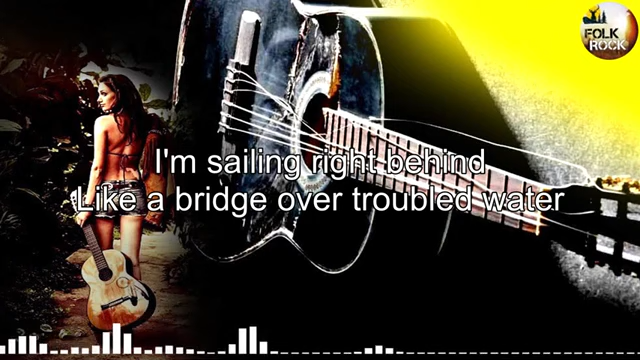 FOLK
ROCK
I'm sailing right behind
Like a bridge over troubled water